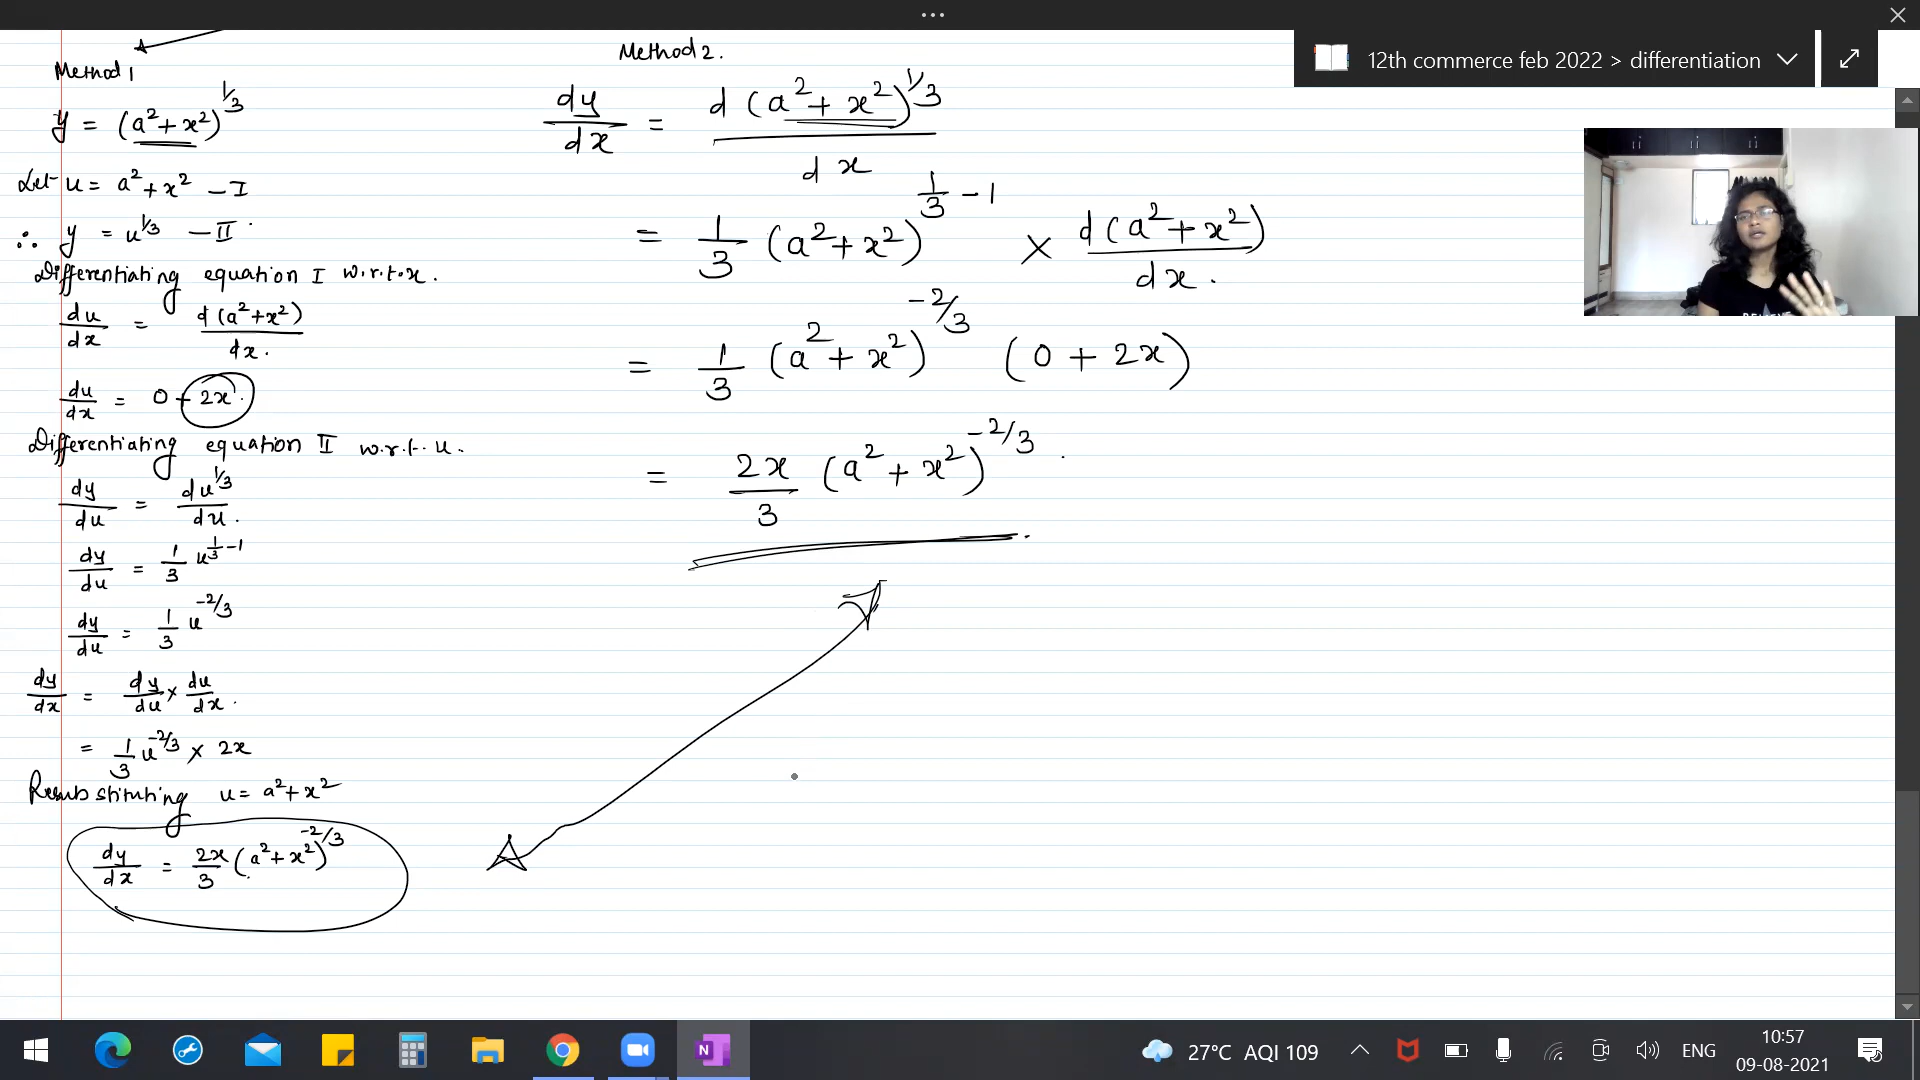 12th commerce feb 2022 > differentiation
Method 1
y = (a²+x²)^1/3
Let u = a²+x² – I
∴ y = u^1/3 – II
Differentiating equation I w.r.t.x.
du/dx = d(a²+x²)/dx.
du/dx = 0 + 2x.
Differentiating equation II w.r.t. u.
dy/du = du^1/3/du.
dy/du = 1/3 u^1/3 – 1
dy/du = 1/3 u^-2/3
dy/dx = dy/du × du/dx.
= 1/3 u^-2/3 × 2x
Resubstituting u = a²+x²
dy/dx = 2x/3 (a²+x²)^-2/3
Method 2.
dy/dx = d(a²+x²)^1/3/dx
= 1/3 (a²+x²)^1/3 – 1 × d(a²+x²)/dx.
= 1/3 (a²+x²)^-2/3 (0 + 2x)
= 2x/3 (a²+x²)^-2/3.
27°C AQI 109
ENG
10:57
09-08-2021